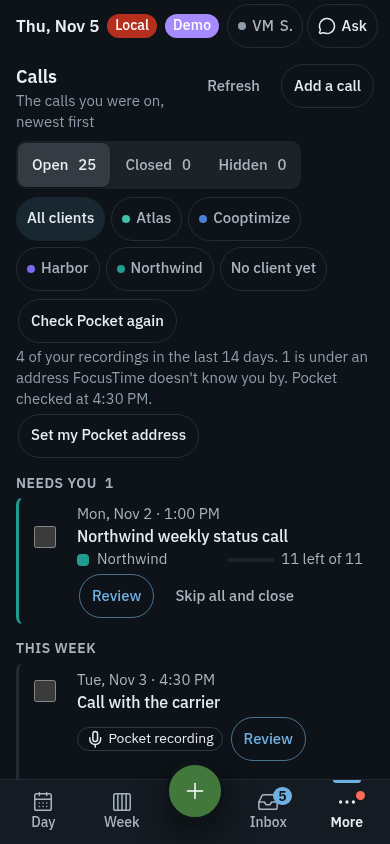 Thu, Nov 5 Local Demo VM S. Ask
Calls
The calls you were on,
newest first
Refresh Add a call
Open 25 Closed 0 Hidden 0
All clients Atlas Cooptimize
Harbor Northwind No client yet
Check Pocket again
4 of your recordings in the last 14 days. 1 is under an
address FocusTime doesn't know you by. Pocket
checked at 4:30 PM.
Set my Pocket address
NEEDS YOU 1
Mon, Nov 2 · 1:00 PM
Northwind weekly status call
Northwind 11 left of 11
Review Skip all and close
THIS WEEK
Tue, Nov 3 · 4:30 PM
Call with the carrier
Pocket recording Review
5
Day Week Inbox More